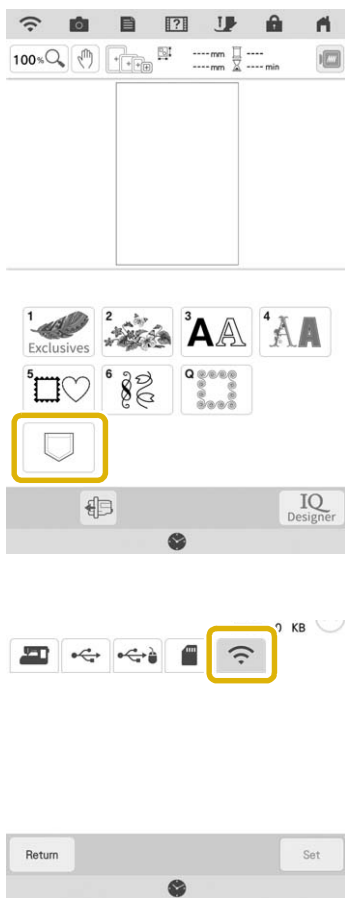 100%
----mm ----
----mm ---- min
1 2 3 AA 4 AA
Exclusives
5 6 Q
IQ
Designer
KB
Return Set